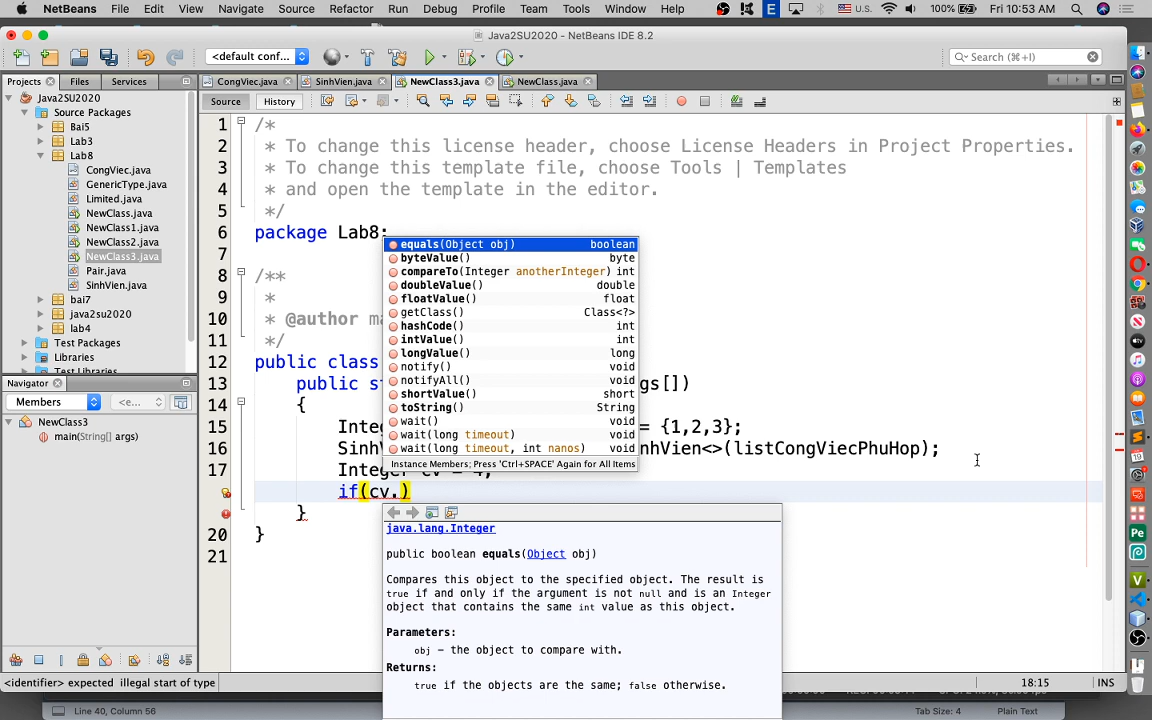 NetBeans File Edit View Navigate Source Refactor Run Debug Profile Team Tools Window Help E U.S. 100% Fri 10:53 AM
Java2SU2020 - NetBeans IDE 8.2
<default conf... Search (⌘+I)
Projects Files Services CongViec.java SinhVien.java NewClass3.java NewClass.java
Java2SU2020
Source Packages
Bai5
Lab3
Lab8
CongViec.java
GenericType.java
Limited.java
NewClass.java
NewClass1.java
NewClass2.java
NewClass3.java
Pair.java
SinhVien.java
bai7
java2su2020
lab4
Test Packages
Libraries
Test Libraries
Navigator
Members <e...
NewClass3
main(String[] args)
Source History
1 /*
2 * To change this license header, choose License Headers in Project Properties.
3 * To change this template file, choose Tools | Templates
4 * and open the template in the editor.
5 */
6 package Lab8;
7
8 /**
9 *
10 * @author ma
11 */
12 public class
13 public st gs[])
14 {
15 Integ = {1,2,3};
16 SinhV nhVien<>(listCongViecPhuHop);
17 Integer cv = 4;
if(cv.)
}
20 }
21
equals(Object obj) boolean
byteValue() byte
compareTo(Integer anotherInteger) int
doubleValue() double
floatValue() float
getClass() Class<?>
hashCode() int
intValue() int
longValue() long
notify() void
notifyAll() void
shortValue() short
toString() String
wait() void
wait(long timeout) void
wait(long timeout, int nanos) void
Instance Members; Press 'Ctrl+SPACE' Again for All Items
java.lang.Integer
public boolean equals(Object obj)
Compares this object to the specified object. The result is
true if and only if the argument is not null and is an Integer
object that contains the same int value as this object.
Parameters:
obj – the object to compare with.
Returns:
true if the objects are the same; false otherwise.
<identifier> expected illegal start of type 18:15 INS
Line 40, Column 56 Tab Size: 4 Plain Text